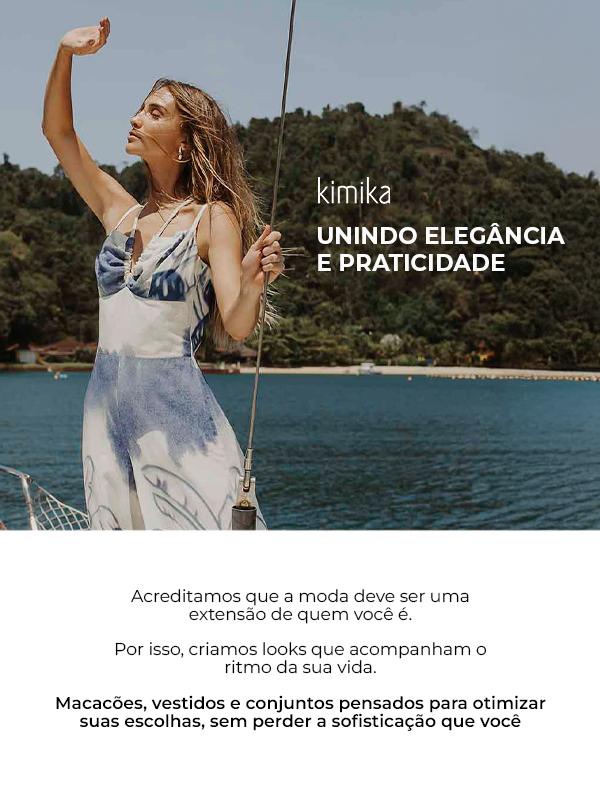 kimika
UNINDO ELEGÂNCIA
E PRATICIDADE
Acreditamos que a moda deve ser uma
extensão de quem você é.
Por isso, criamos looks que acompanham o
ritmo da sua vida.
Macacões, vestidos e conjuntos pensados para otimizar
suas escolhas, sem perder a sofisticação que você